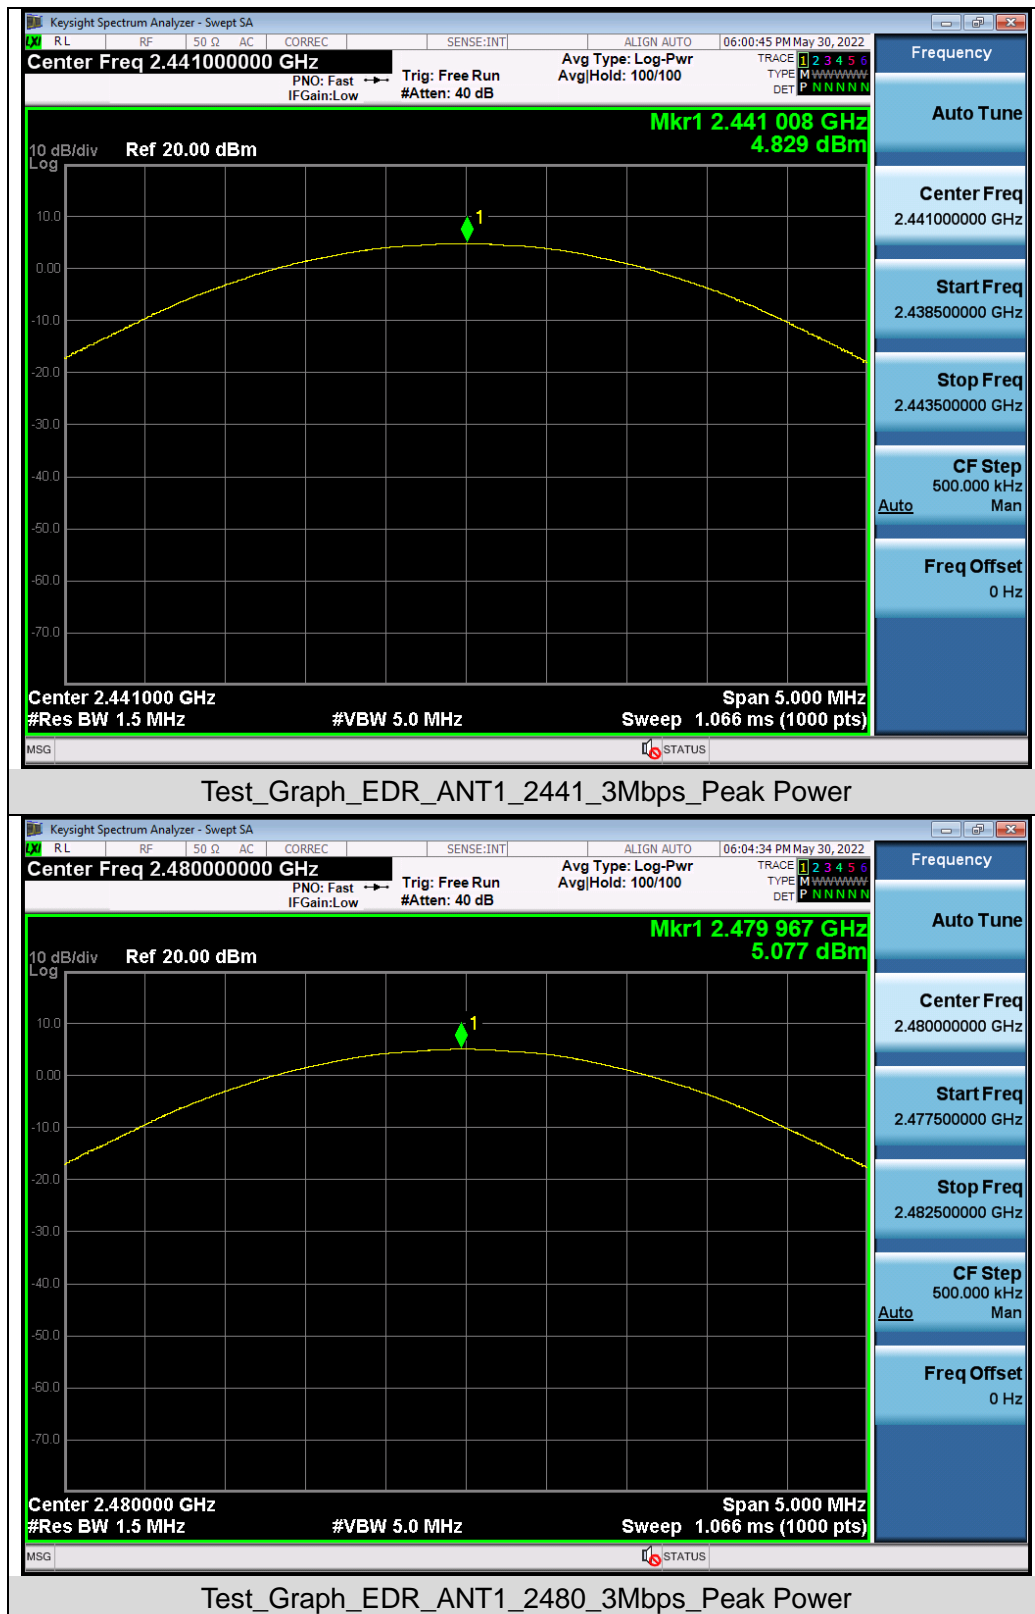 Keysight Spectrum Analyzer - Swept SA
LXI RL RF 50 Ω AC CORREC SENSE:INT ALIGN AUTO 06:00:45 PM May 30, 2022
Center Freq 2.441000000 GHz
PNO: Fast
IFGain:Low
Trig: Free Run
#Atten: 40 dB
Avg Type: Log-Pwr
Avg|Hold: 100/100
TRACE 1 2 3 4 5 6
TYPE M WWWWW
DET P N N N N N
Frequency
Auto Tune
Center Freq
2.441000000 GHz
Start Freq
2.438500000 GHz
Stop Freq
2.443500000 GHz
CF Step
500.000 kHz
Auto Man
Freq Offset
0 Hz
Mkr1 2.441 008 GHz
4.829 dBm
10 dB/div Ref 20.00 dBm
Log
1
10.0
0.00
-10.0
-20.0
-30.0
-40.0
-50.0
-60.0
-70.0
Center 2.441000 GHz Span 5.000 MHz
#Res BW 1.5 MHz #VBW 5.0 MHz Sweep 1.066 ms (1000 pts)
MSG STATUS
Test_Graph_EDR_ANT1_2441_3Mbps_Peak Power
Keysight Spectrum Analyzer - Swept SA
LXI RL RF 50 Ω AC CORREC SENSE:INT ALIGN AUTO 06:04:34 PM May 30, 2022
Center Freq 2.480000000 GHz
PNO: Fast
IFGain:Low
Trig: Free Run
#Atten: 40 dB
Avg Type: Log-Pwr
Avg|Hold: 100/100
TRACE 1 2 3 4 5 6
TYPE M WWWWW
DET P N N N N N
Frequency
Auto Tune
Center Freq
2.480000000 GHz
Start Freq
2.477500000 GHz
Stop Freq
2.482500000 GHz
CF Step
500.000 kHz
Auto Man
Freq Offset
0 Hz
Mkr1 2.479 967 GHz
5.077 dBm
10 dB/div Ref 20.00 dBm
Log
1
10.0
0.00
-10.0
-20.0
-30.0
-40.0
-50.0
-60.0
-70.0
Center 2.480000 GHz Span 5.000 MHz
#Res BW 1.5 MHz #VBW 5.0 MHz Sweep 1.066 ms (1000 pts)
MSG STATUS
Test_Graph_EDR_ANT1_2480_3Mbps_Peak Power